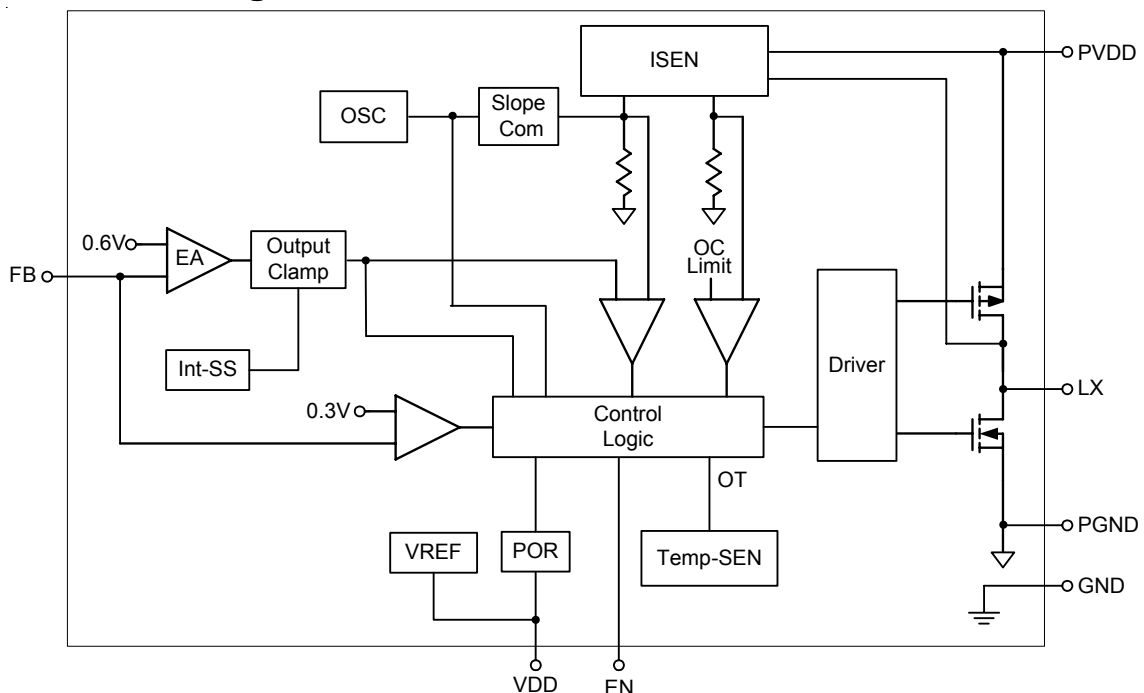 ISEN
PVDD
OSC
Slope
Com
0.6V
EA
Output
Clamp
OC
Limit
FB
Int-SS
Driver
0.3V
Control
Logic
LX
OT
VREF
POR
Temp-SEN
PGND
GND
VDD